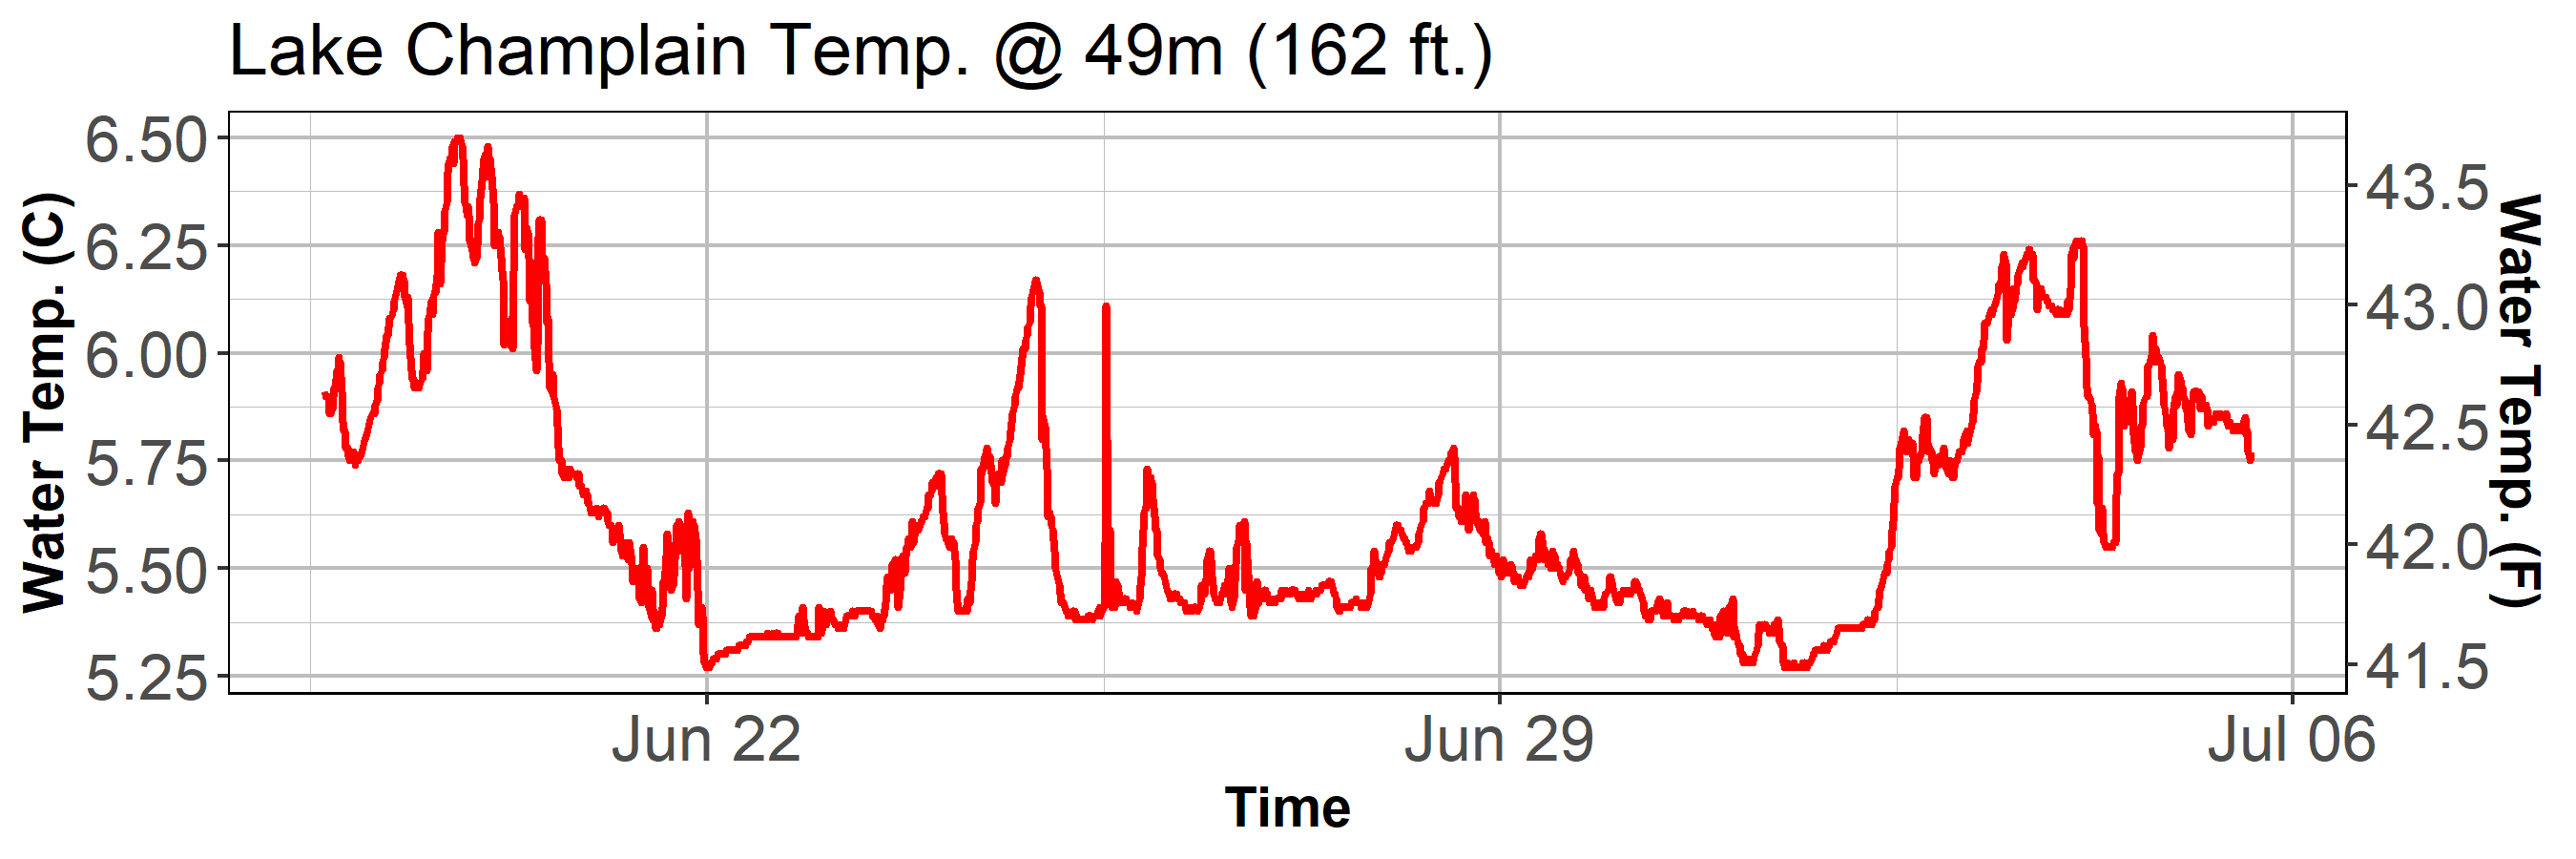 Lake Champlain Temp. @ 49m (162 ft.)
Water Temp. (C)
6.50
6.25
6.00
5.75
5.50
5.25
43.5
43.0
42.5
42.0
41.5
Water Temp. (F)
Jun 22
Jun 29
Jul 06
Time